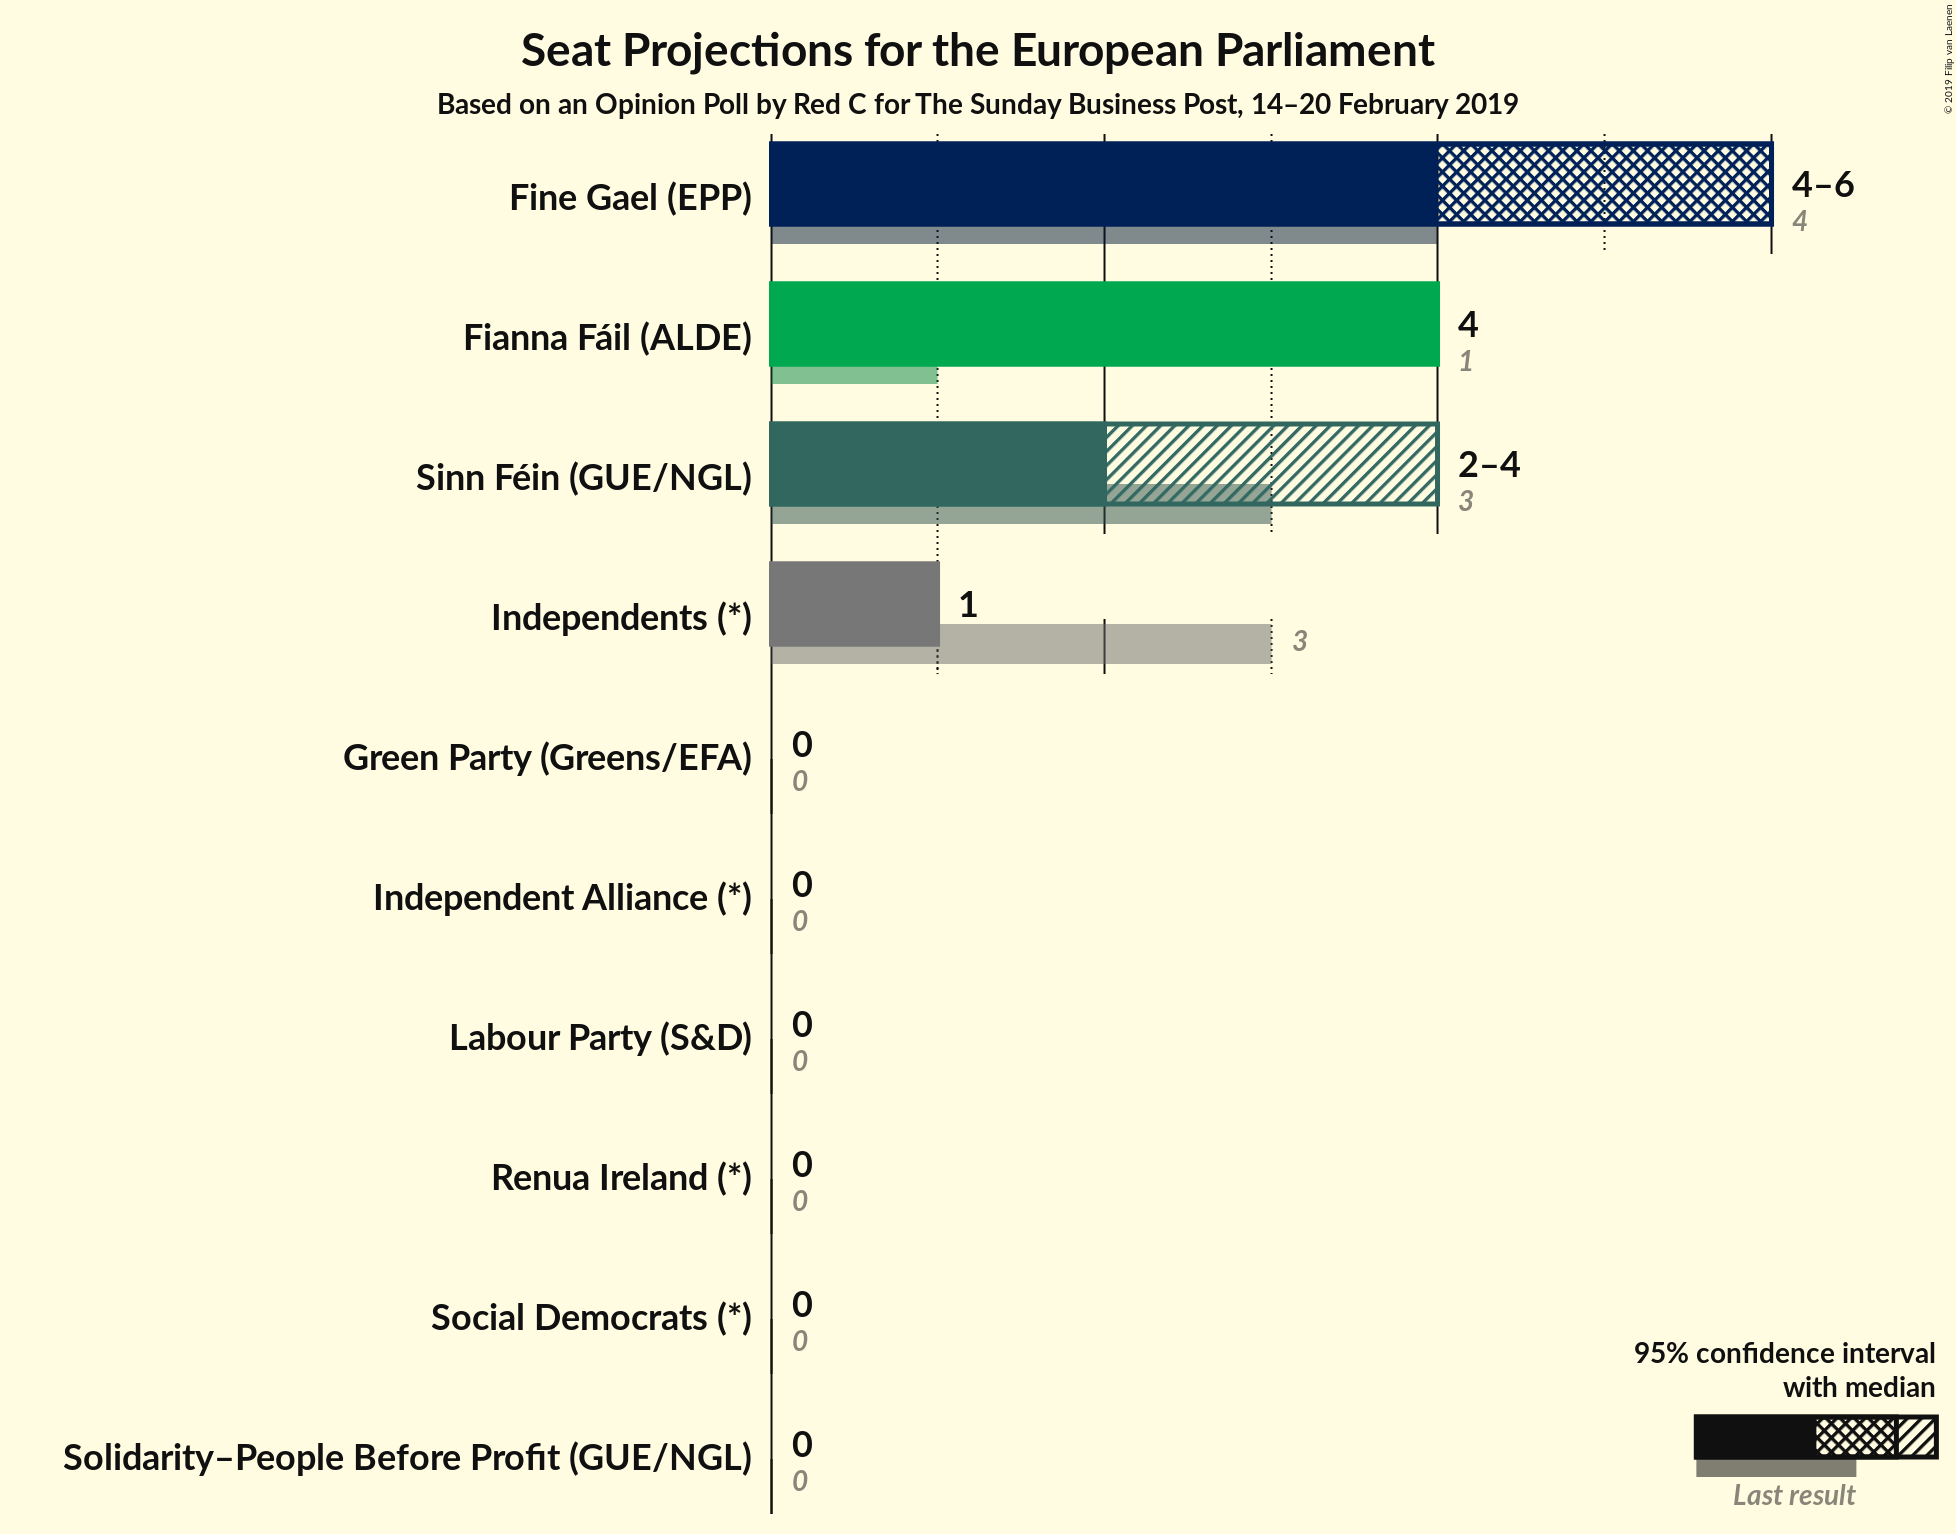 Seat Projections for the European Parliament
Based on an Opinion Poll by Red C for The Sunday Business Post, 14–20 February 2019
© 2019 Filip van Laenen
Fine Gael (EPP)
4–6
4
Fianna Fáil (ALDE)
4
1
Sinn Féin (GUE/NGL)
2–4
3
Independents (*)
1
3
Green Party (Greens/EFA)
0
0
Independent Alliance (*)
0
0
Labour Party (S&D)
0
0
Renua Ireland (*)
0
0
Social Democrats (*)
0
0
Solidarity–People Before Profit (GUE/NGL)
0
0
95% confidence interval
with median
Last result